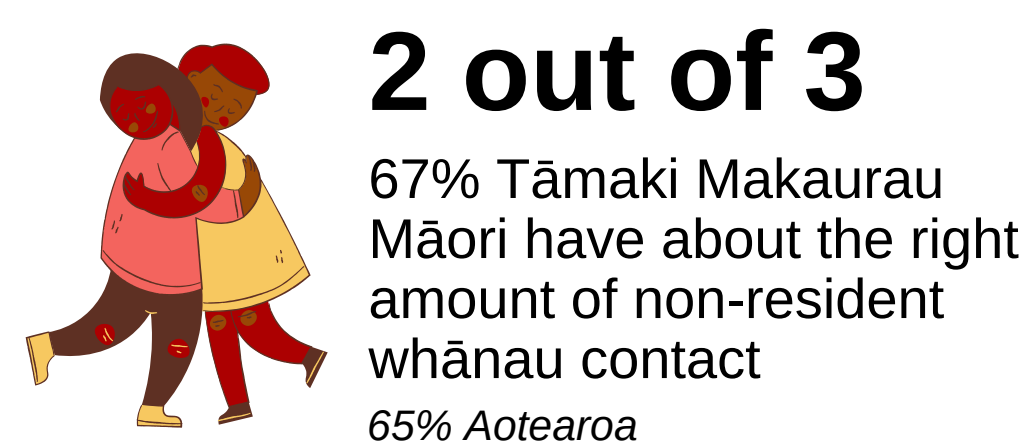 2 out of 3
67% Tāmaki Makaurau
Māori have about the right
amount of non-resident
whānau contact
65% Aotearoa